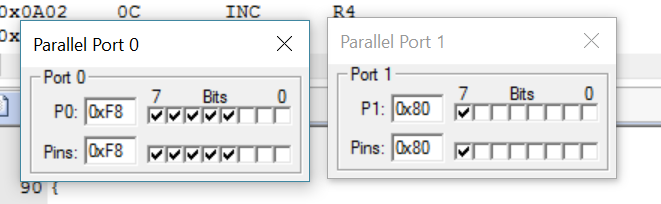 0x0A02 0C INC R4
0x
Parallel Port 0
Port 0
7 Bits 0
P0: 0xF8
Pins: 0xF8
Parallel Port 1
Port 1
7 Bits 0
P1: 0x80
Pins: 0x80
90 {